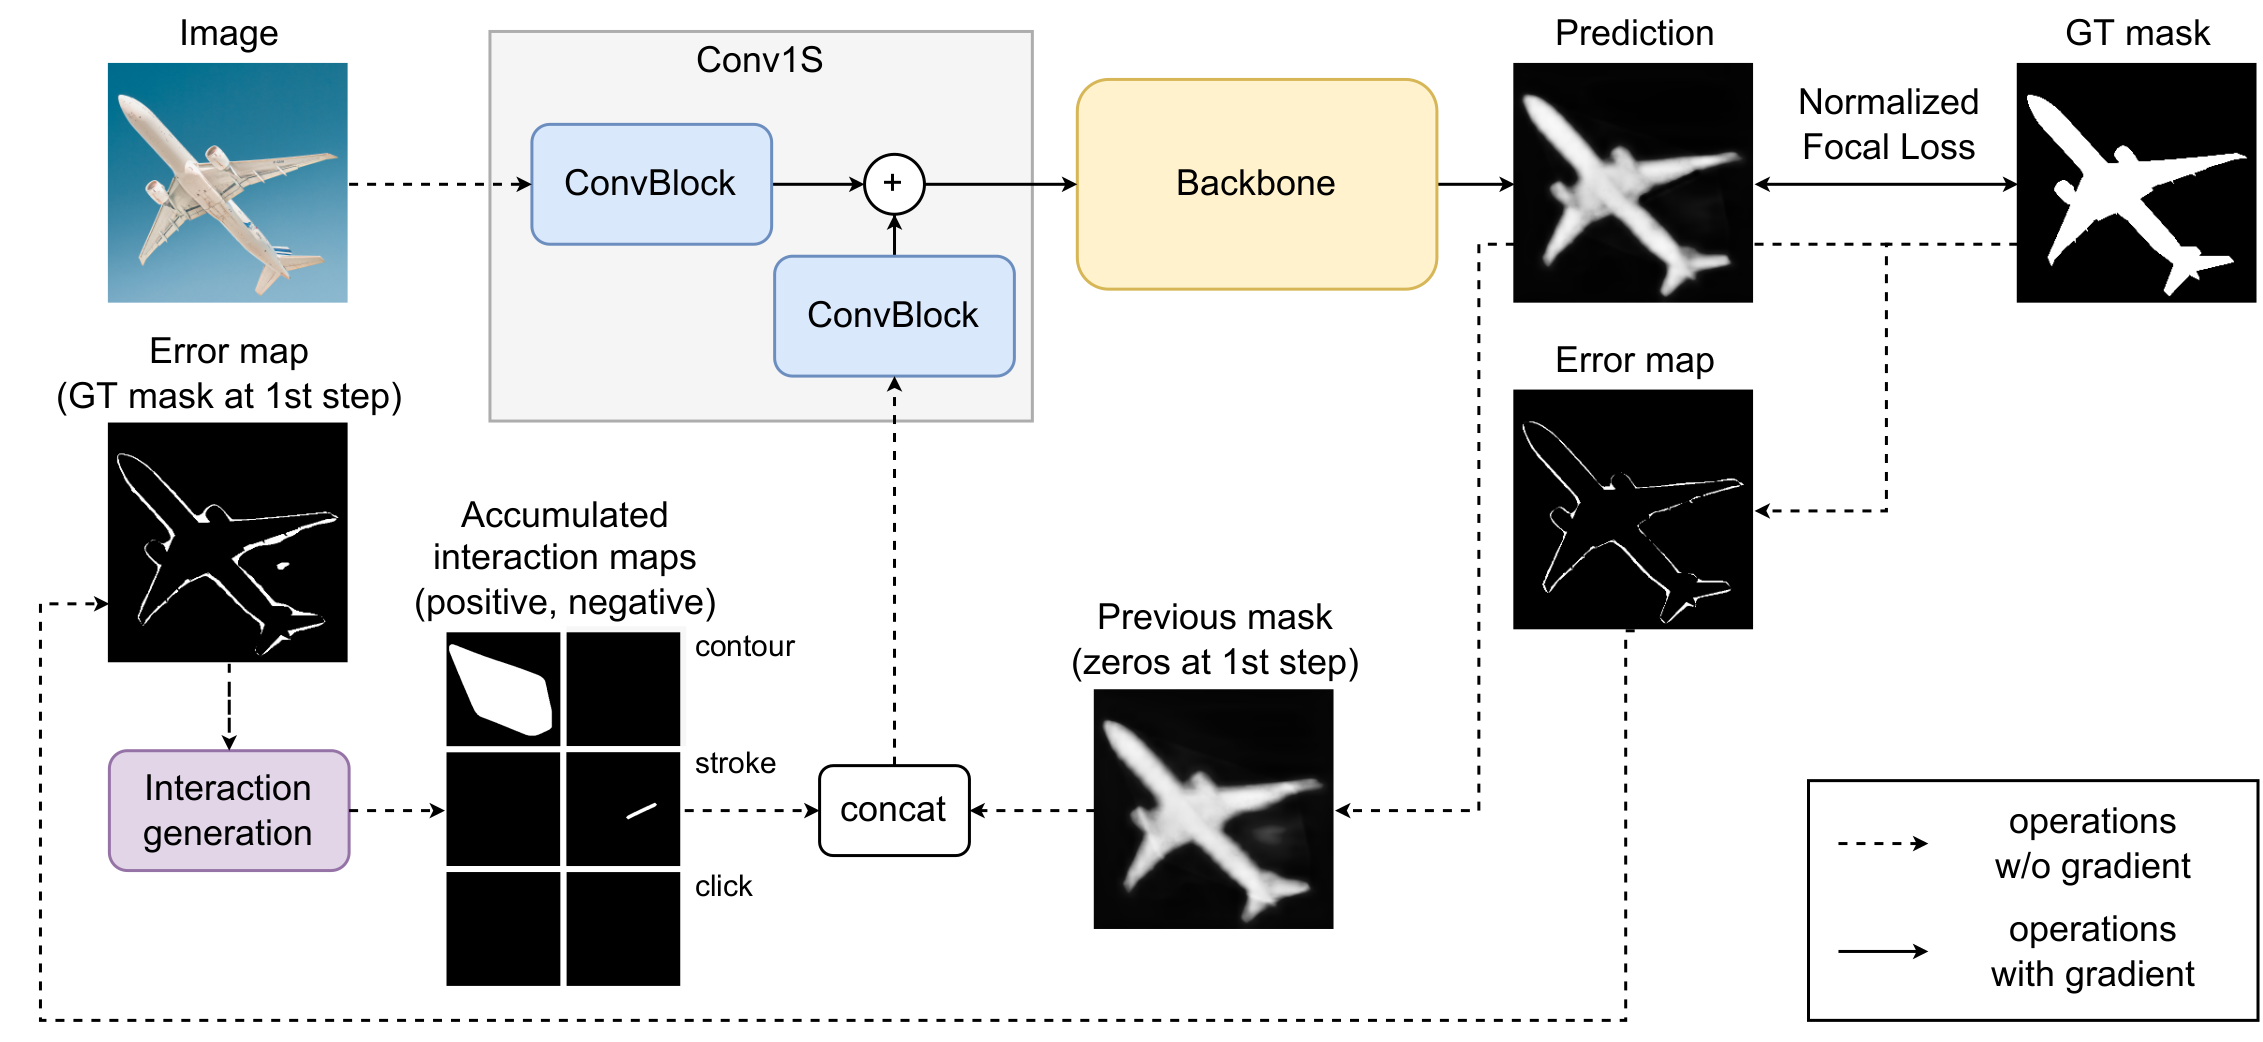 Image
Conv1S
Prediction
GT mask
ConvBlock
+
Backbone
Normalized
Focal Loss
ConvBlock
Error map
(GT mask at 1st step)
Error map
Accumulated
interaction maps
(positive, negative)
contour
stroke
click
Previous mask
(zeros at 1st step)
Interaction
generation
concat
operations
w/o gradient
operations
with gradient